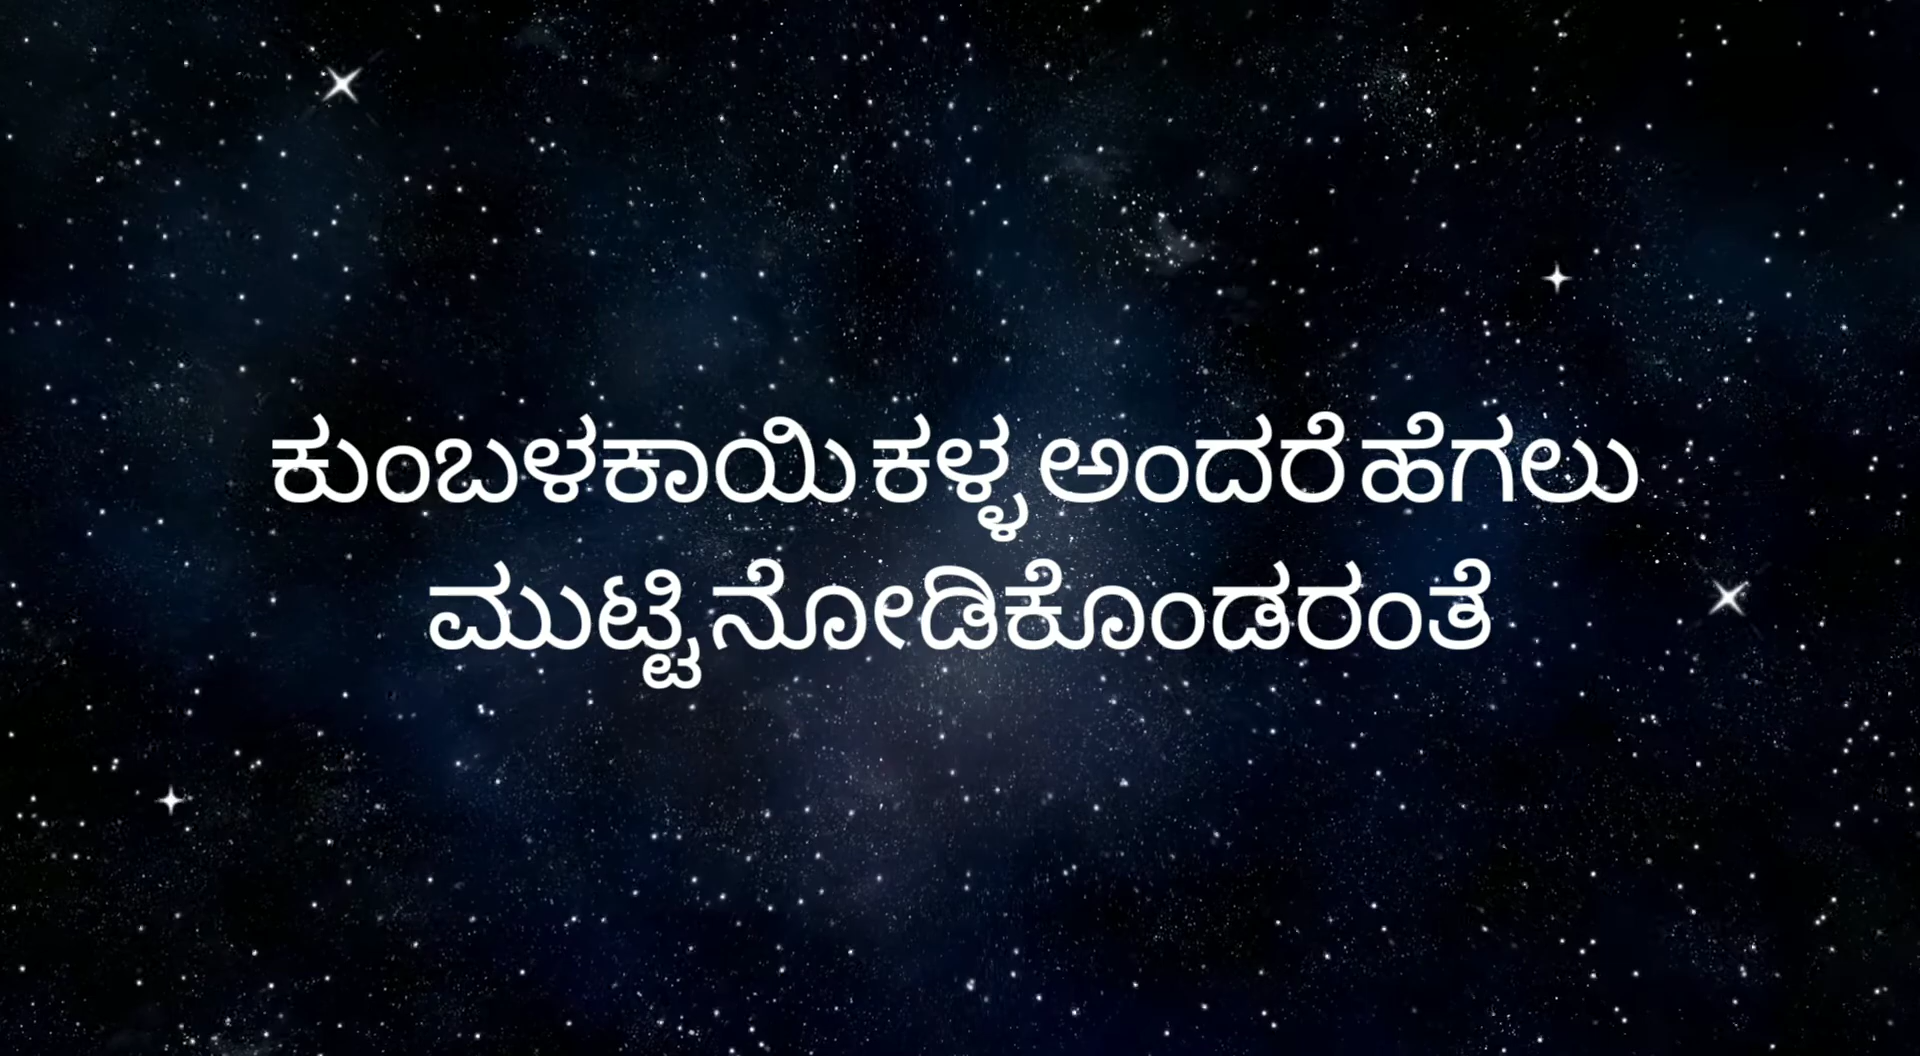 ಕುಂಬಳಕಾಯಿ ಕಳ್ಳ ಅಂದರೆ ಹೆಗಲು
ಮುಟ್ಟಿ ನೋಡಿಕೊಂಡರಂತೆ